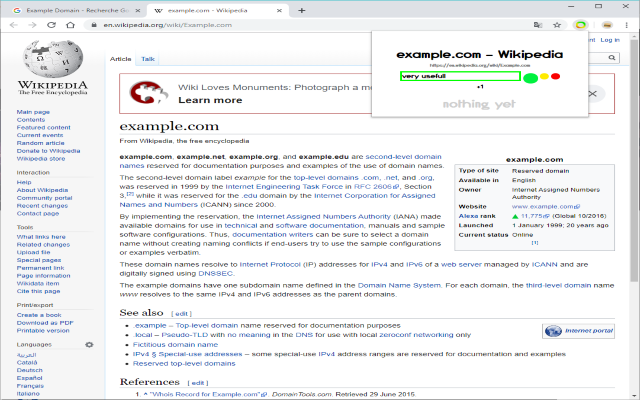 Example Domain - Recherche Go
example.com - Wikipedia
en.wikipedia.org/wiki/Example.com
WIKIPEDIA
The Free Encyclopedia
Main page
Contents
Featured content
Current events
Random article
Donate to Wikipedia
Wikipedia store
Interaction
Help
About Wikipedia
Community portal
Recent changes
Contact page
Tools
What links here
Related changes
Upload file
Special pages
Permanent link
Page information
Wikidata item
Cite this page
Print/export
Create a book
Download as PDF
Printable version
Languages
العربية
Català
Deutsch
Español
Français
Italiano
Article Talk
Log in
example.com - Wikipedia
https://en.wikipedia.org/wiki/Example.com
very usefull
+1
nothing yet
Wiki Loves Monuments: Photograph a m
Learn more
example.com
From Wikipedia, the free encyclopedia
example.com, example.net, example.org, and example.edu are second-level domain
names reserved for documentation purposes and examples of the use of domain names.
The second-level domain label example for the top-level domains .com, .net, and .org,
was reserved in 1999 by the Internet Engineering Task Force in RFC 2606, Section
3,[2] while it was reserved for the .edu domain by the Internet Corporation for Assigned
Names and Numbers (ICANN) since 2000.
By implementing the reservation, the Internet Assigned Numbers Authority (IANA) made
available domains for use in technical and software documentation, manuals and sample
software configurations. Thus, documentation writers can be sure to select a domain
name without creating naming conflicts if end-users try to use the sample configurations
or examples verbatim.
These domain names resolve to Internet Protocol (IP) addresses for IPv4 and IPv6 of a web server managed by ICANN and are
digitally signed using DNSSEC.
The example domains have one subdomain name defined in the Domain Name System. For each domain, the third-level domain name
www resolves to the same IPv4 and IPv6 addresses as the parent domains.
example.com
Type of site Reserved domain
Available in English
Owner Internet Assigned Numbers
Authority
Website www.example.com
Alexa rank 11,775 (Global 10/2016)
Launched 1 January 1999; 20 years ago
Current status Online
[1]
See also [ edit ]
• .example – Top-level domain name reserved for documentation purposes
• .local – Pseudo-TLD with no meaning in the DNS for use with local zeroconf networking only
• Fictitious domain name
• IPv4 § Special-use addresses – some special-use IPv4 address ranges are reserved for documentation and examples
• Reserved top-level domains
Internet portal
References [ edit ]
1. ^ "Whois Record for Example.com". DomainTools.com. Retrieved 29 June 2015.